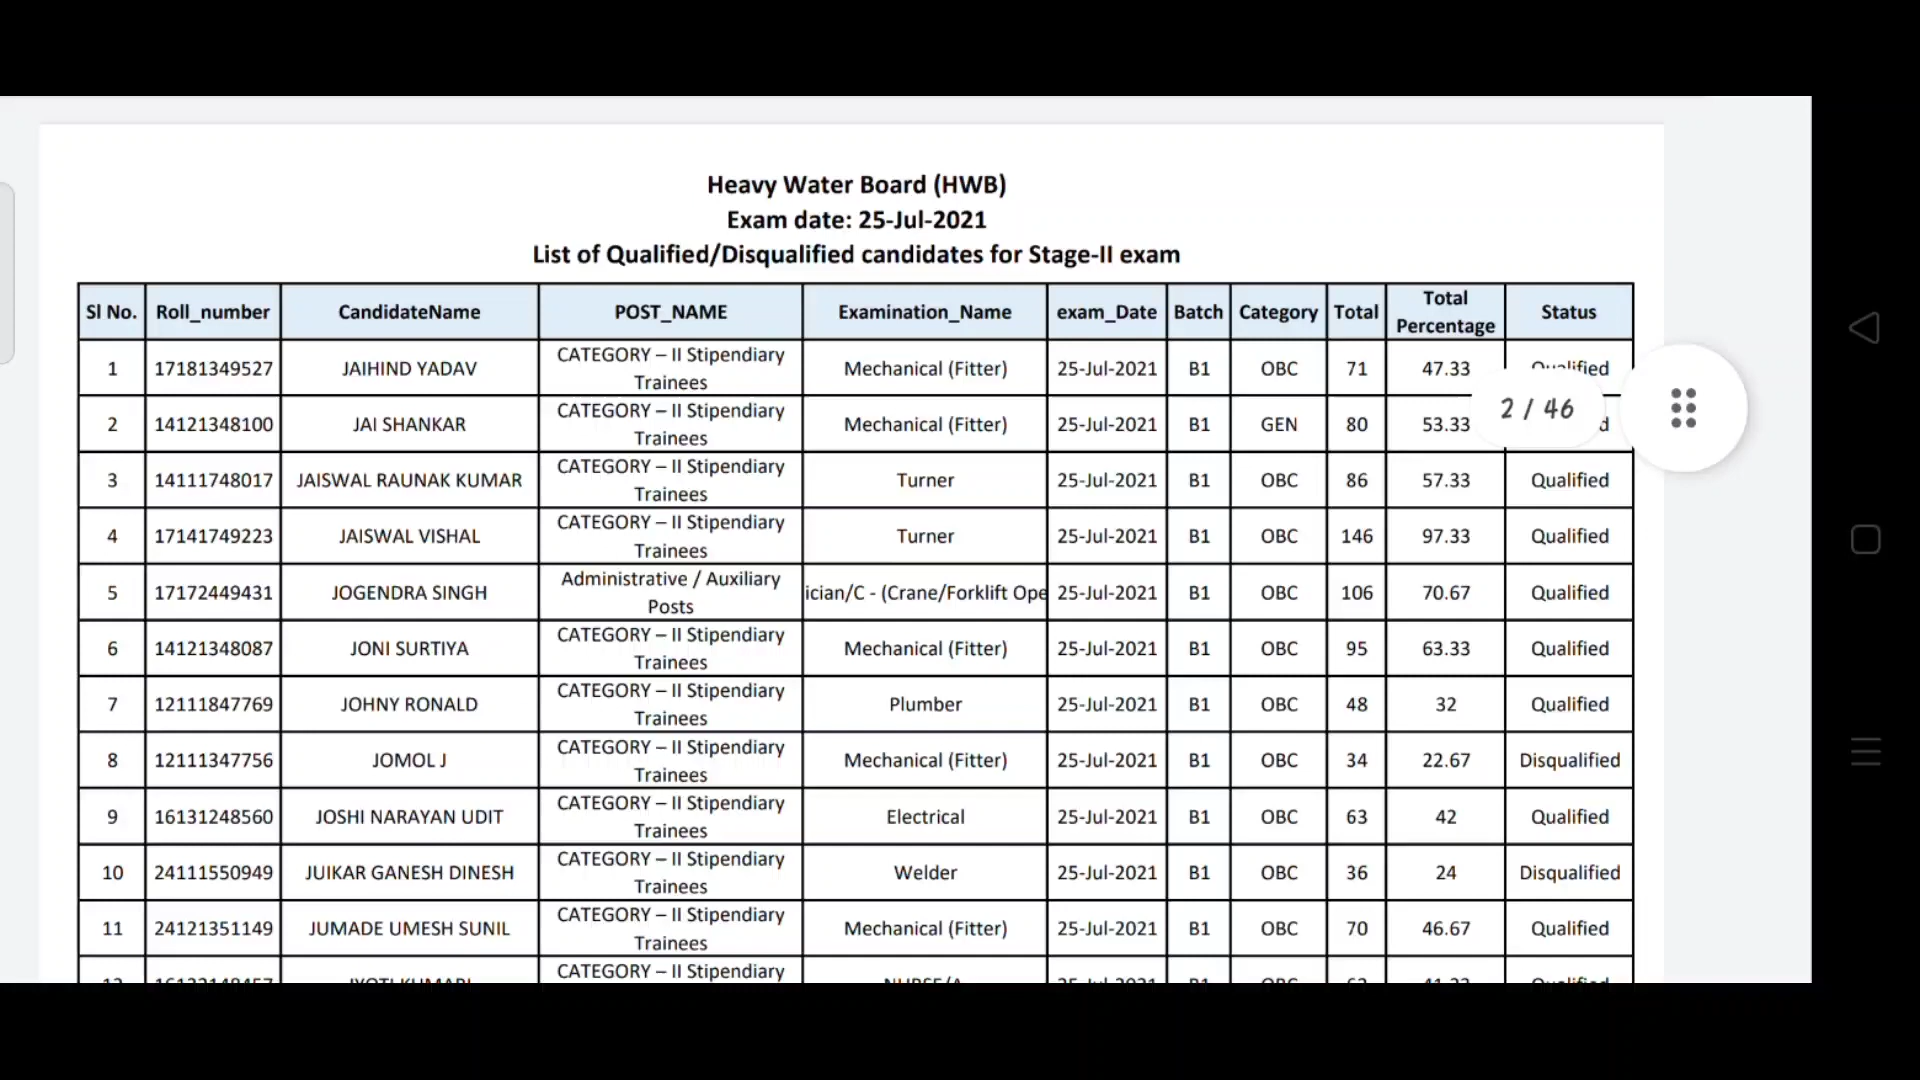 Heavy Water Board (HWB)
Exam date: 25-Jul-2021
List of Qualified/Disqualified candidates for Stage-II exam
Sl No. Roll_number CandidateName POST_NAME Examination_Name exam_Date Batch Category Total Total Percentage Status
1 17181349527 JAIHIND YADAV CATEGORY – II Stipendiary Trainees Mechanical (Fitter) 25-Jul-2021 B1 OBC 71 47.33 Qualified
2 14121348100 JAI SHANKAR CATEGORY – II Stipendiary Trainees Mechanical (Fitter) 25-Jul-2021 B1 GEN 80 53.33
2 / 46
3 14111748017 JAISWAL RAUNAK KUMAR CATEGORY – II Stipendiary Trainees Turner 25-Jul-2021 B1 OBC 86 57.33 Qualified
4 17141749223 JAISWAL VISHAL CATEGORY – II Stipendiary Trainees Turner 25-Jul-2021 B1 OBC 146 97.33 Qualified
5 17172449431 JOGENDRA SINGH Administrative / Auxiliary Posts ician/C - (Crane/Forklift Ope 25-Jul-2021 B1 OBC 106 70.67 Qualified
6 14121348087 JONI SURTIYA CATEGORY – II Stipendiary Trainees Mechanical (Fitter) 25-Jul-2021 B1 OBC 95 63.33 Qualified
7 12111847769 JOHNY RONALD CATEGORY – II Stipendiary Trainees Plumber 25-Jul-2021 B1 OBC 48 32 Qualified
8 12111347756 JOMOL J CATEGORY – II Stipendiary Trainees Mechanical (Fitter) 25-Jul-2021 B1 OBC 34 22.67 Disqualified
9 16131248560 JOSHI NARAYAN UDIT CATEGORY – II Stipendiary Trainees Electrical 25-Jul-2021 B1 OBC 63 42 Qualified
10 24111550949 JUIKAR GANESH DINESH CATEGORY – II Stipendiary Trainees Welder 25-Jul-2021 B1 OBC 36 24 Disqualified
11 24121351149 JUMADE UMESH SUNIL CATEGORY – II Stipendiary Trainees Mechanical (Fitter) 25-Jul-2021 B1 OBC 70 46.67 Qualified
CATEGORY – II Stipendiary